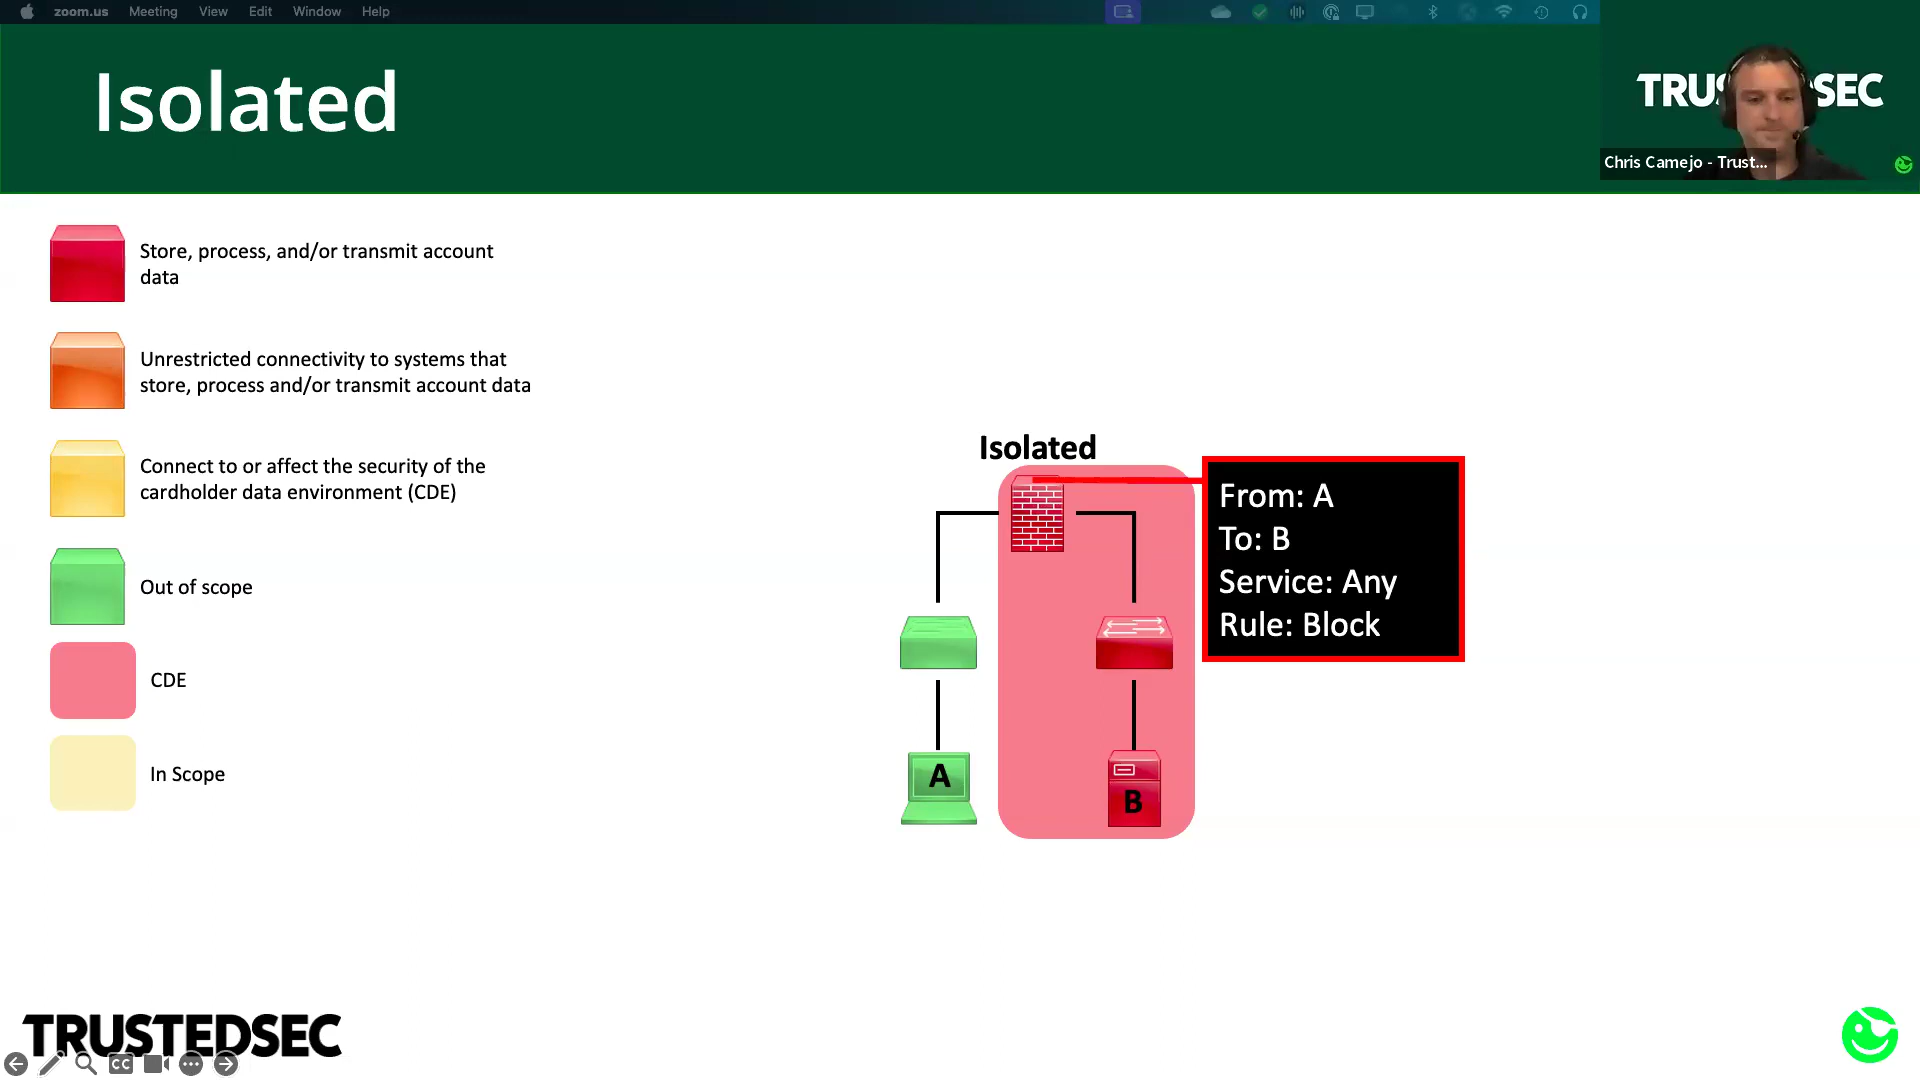 zoom.us Meeting View Edit Window Help
Isolated
TRUSTEDSEC
Chris Camejo - Trust...
Store, process, and/or transmit account
data
Unrestricted connectivity to systems that
store, process and/or transmit account data
Connect to or affect the security of the
cardholder data environment (CDE)
Out of scope
CDE
In Scope
Isolated
From: A
To: B
Service: Any
Rule: Block
A
B
TRUSTEDSEC
CC